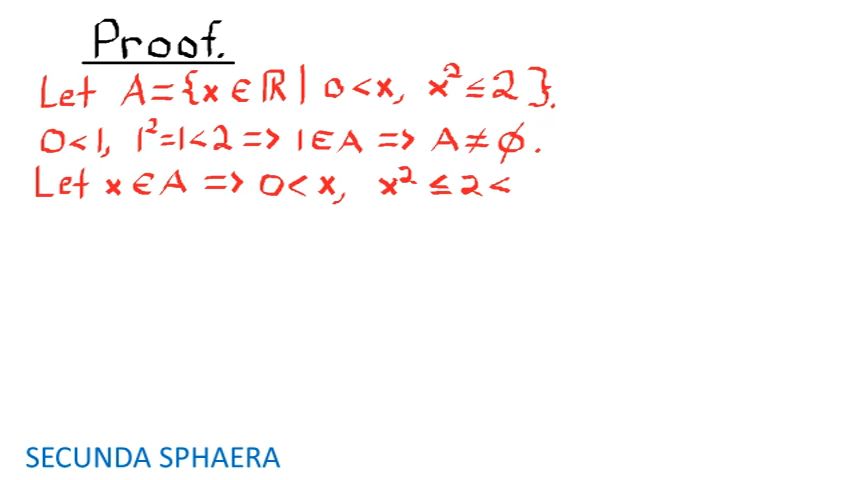 Proof.
Let A={x∈ℝ| 0<x, x²≤2}.
0<1, 1²=1<2 => 1∈A => A≠∅.
Let x∈A => 0<x, x²≤2<
SECUNDA SPHAERA